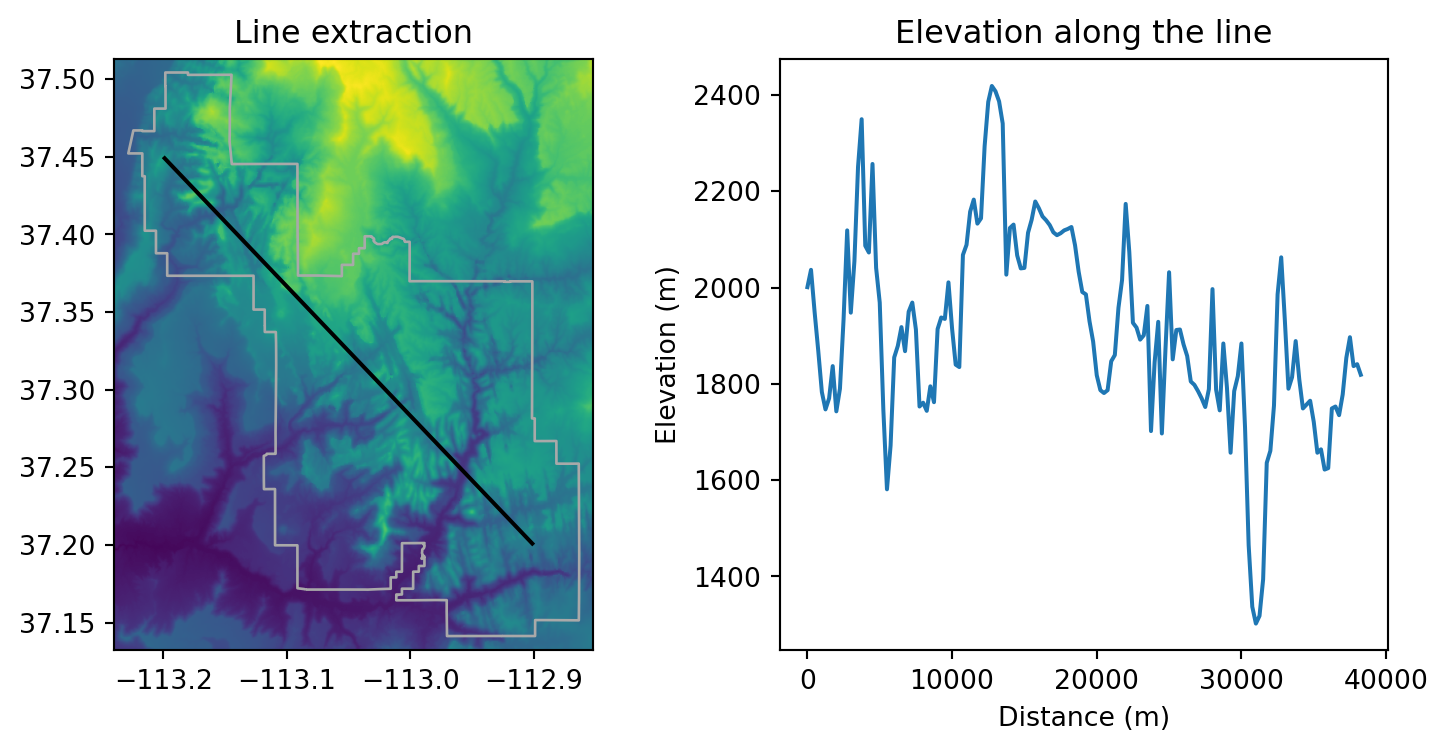 Line extraction
37.50
37.45
37.40
37.35
37.30
37.25
37.20
37.15
−113.2 −113.1 −113.0 −112.9
Elevation along the line
Elevation (m)
2400
2200
2000
1800
1600
1400
0 10000 20000 30000 40000
Distance (m)